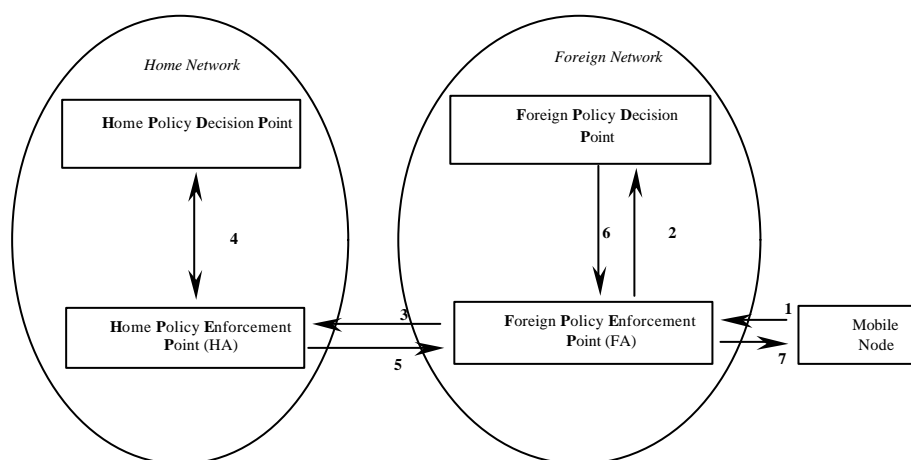 Home Network
Foreign Network
Home Policy Decision Point
Foreign Policy Decision
Point
4
6
2
Home Policy Enforcement
Point (HA)
3
5
Foreign Policy Enforcement
Point (FA)
1
7
Mobile
Node